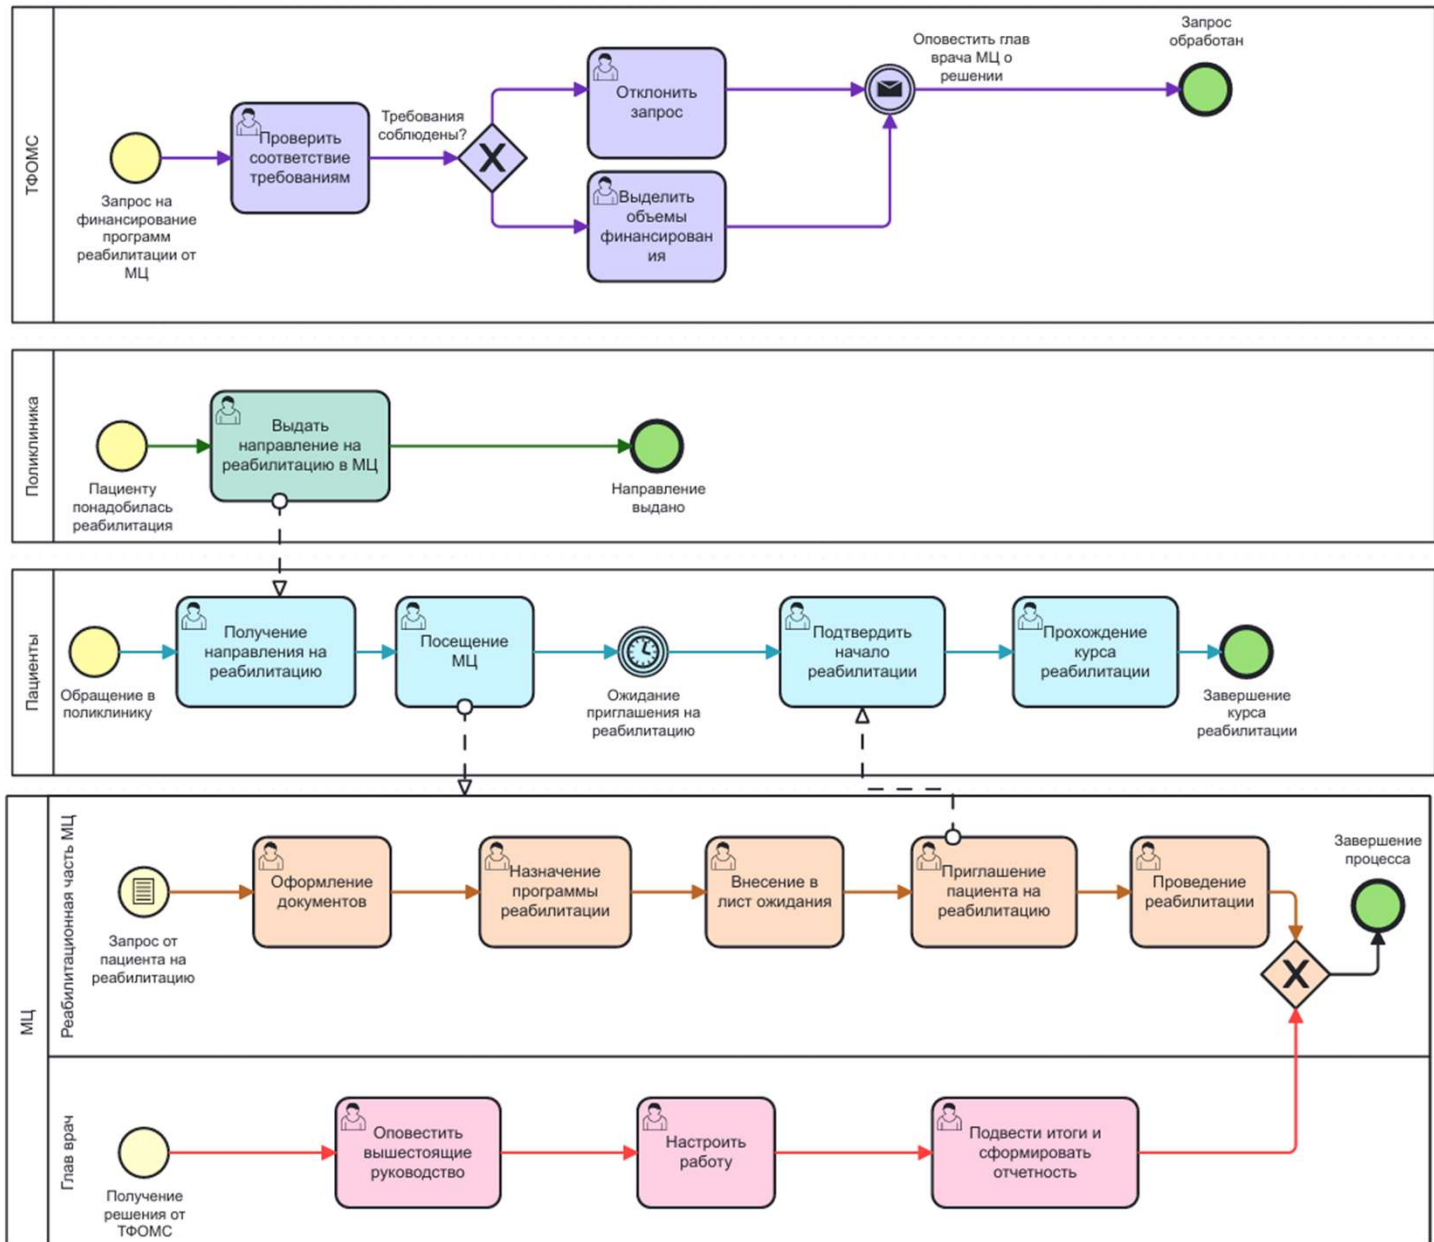 ТФОМС
Запрос на
финансирование
программ
реабилитации от
МЦ
Проверить
соответствие
требованиям
Требования
соблюдены?
X
Отклонить
запрос
Выделить
объемы
финансирован
ия
Оповестить глав
врача МЦ о
решении
Запрос
обработан
Поликлиника
Пациенту
понадобилась
реабилитация
Выдать
направление на
реабилитацию в МЦ
Направление
выдано
Пациенты
Обращение в
поликлинику
Получение
направления на
реабилитацию
Посещение
МЦ
Ожидание
приглашения на
реабилитацию
Подтвердить
начало
реабилитации
Прохождение
курса
реабилитации
Завершение
курса
реабилитации
МЦ
Реабилитационная часть МЦ
Запрос от
пациента на
реабилитацию
Оформление
документов
Назначение
программы
реабилитации
Внесение в
лист ожидания
Приглашение
пациента на
реабилитацию
Проведение
реабилитации
X
Завершение
процесса
Глав врач
Получение
решения от
ТФОМС
Оповестить
вышестоящие
руководство
Настроить
работу
Подвести итоги и
сформировать
отчетность